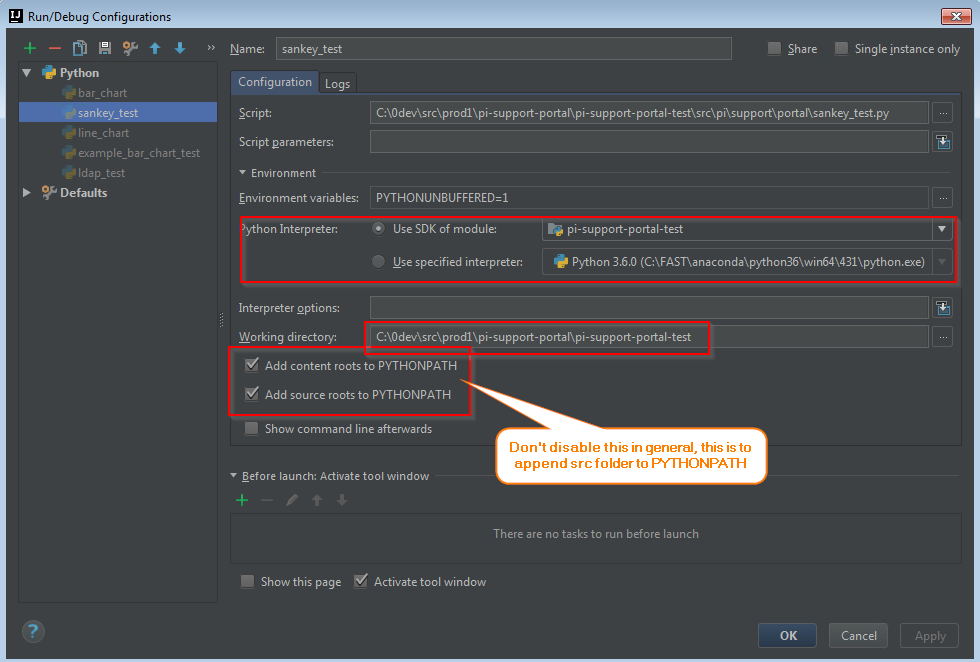 Run/Debug Configurations
Name: sankey_test Share Single instance only
Python
bar_chart
sankey_test
line_chart
example_bar_chart_test
ldap_test
Defaults
Configuration Logs
Script: C:\0dev\src\prod1\pi-support-portal\pi-support-portal-test\src\pi\support\portal\sankey_test.py
Script parameters:
Environment
Environment variables: PYTHONUNBUFFERED=1
Python Interpreter: Use SDK of module: pi-support-portal-test
Use specified interpreter: Python 3.6.0 (C:\FAST\anaconda\python36\win64\431\python.exe)
Interpreter options:
Working directory: C:\0dev\src\prod1\pi-support-portal\pi-support-portal-test
Add content roots to PYTHONPATH
Add source roots to PYTHONPATH
Show command line afterwards
Don't disable this in general, this is to
append src folder to PYTHONPATH
Before launch: Activate tool window
There are no tasks to run before launch
Show this page Activate tool window
? OK Cancel Apply